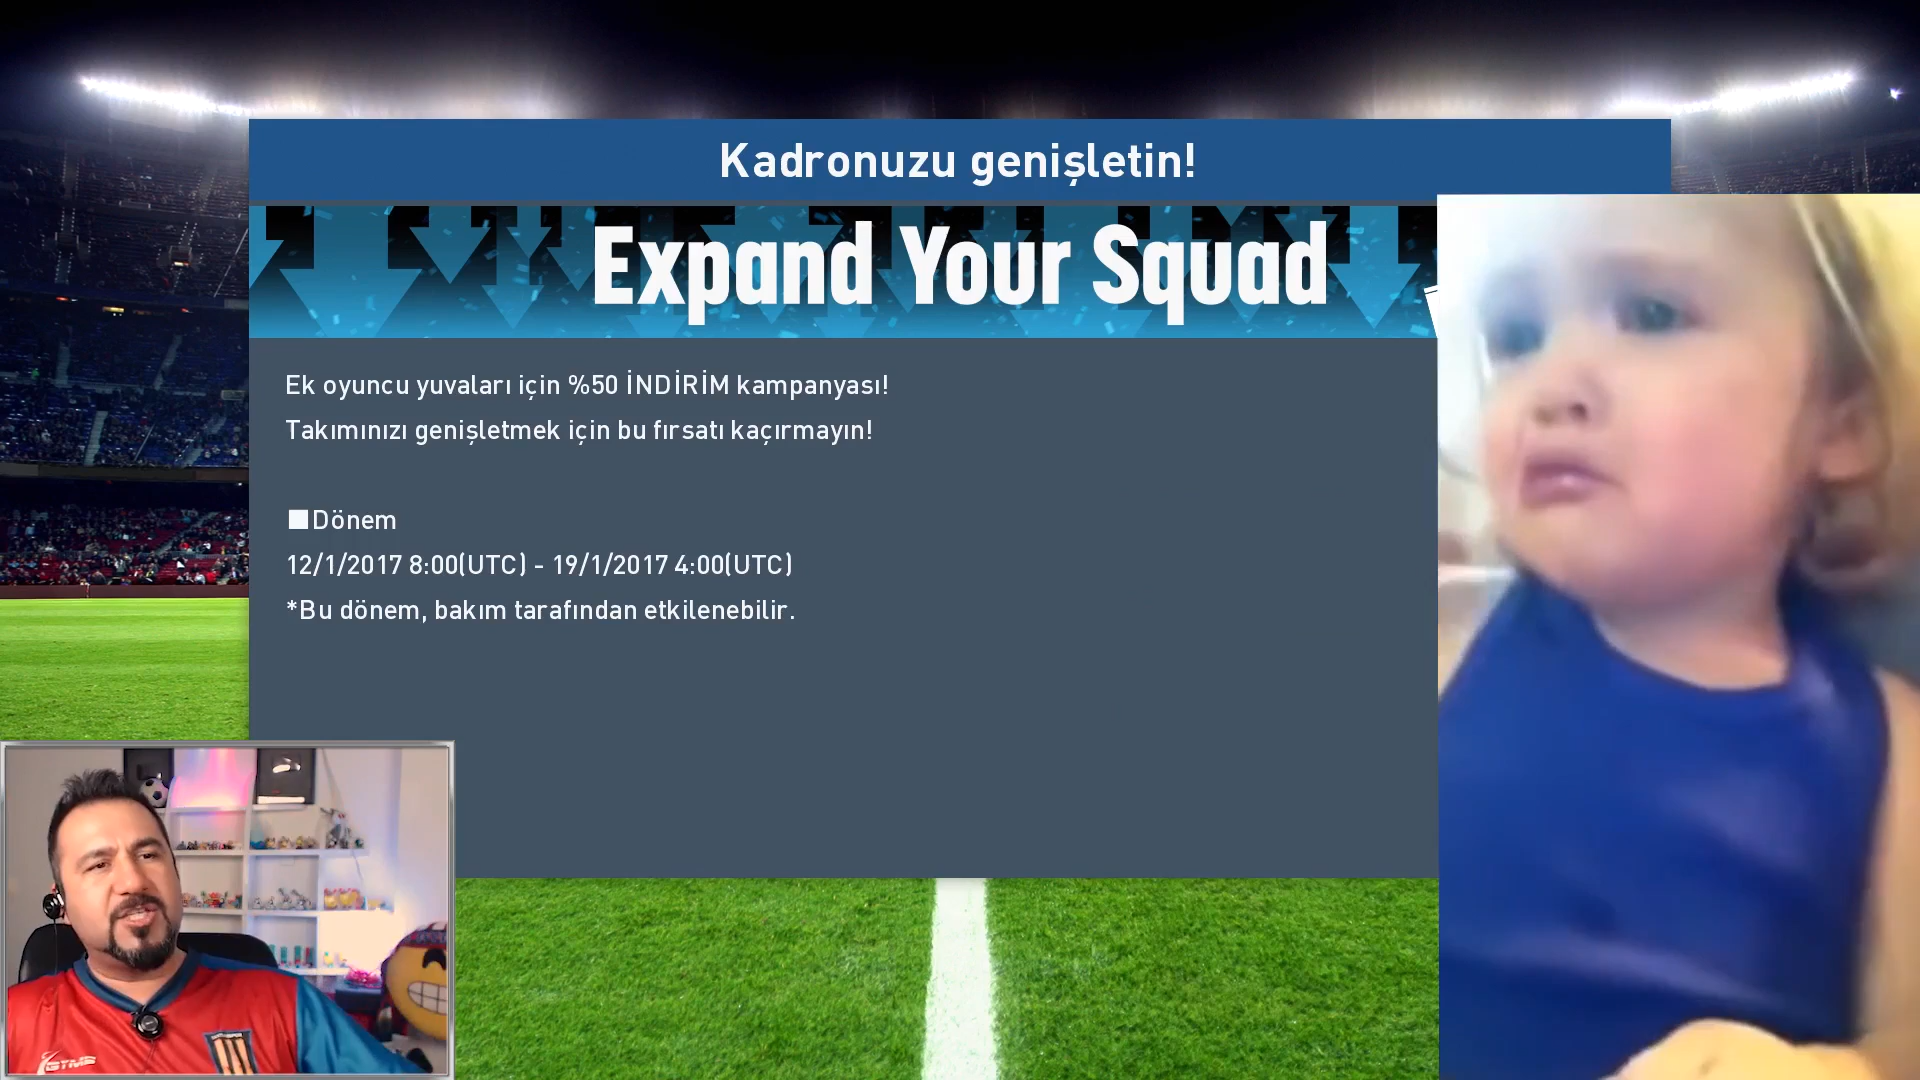 Kadronuzu genişletin!
Expand Your Squad
Ek oyuncu yuvaları için %50 İNDİRİM kampanyası!
Takımınızı genişletmek için bu fırsatı kaçırmayın!
■Dönem
12/1/2017 8:00(UTC) - 19/1/2017 4:00(UTC)
*Bu dönem, bakım tarafından etkilenebilir.